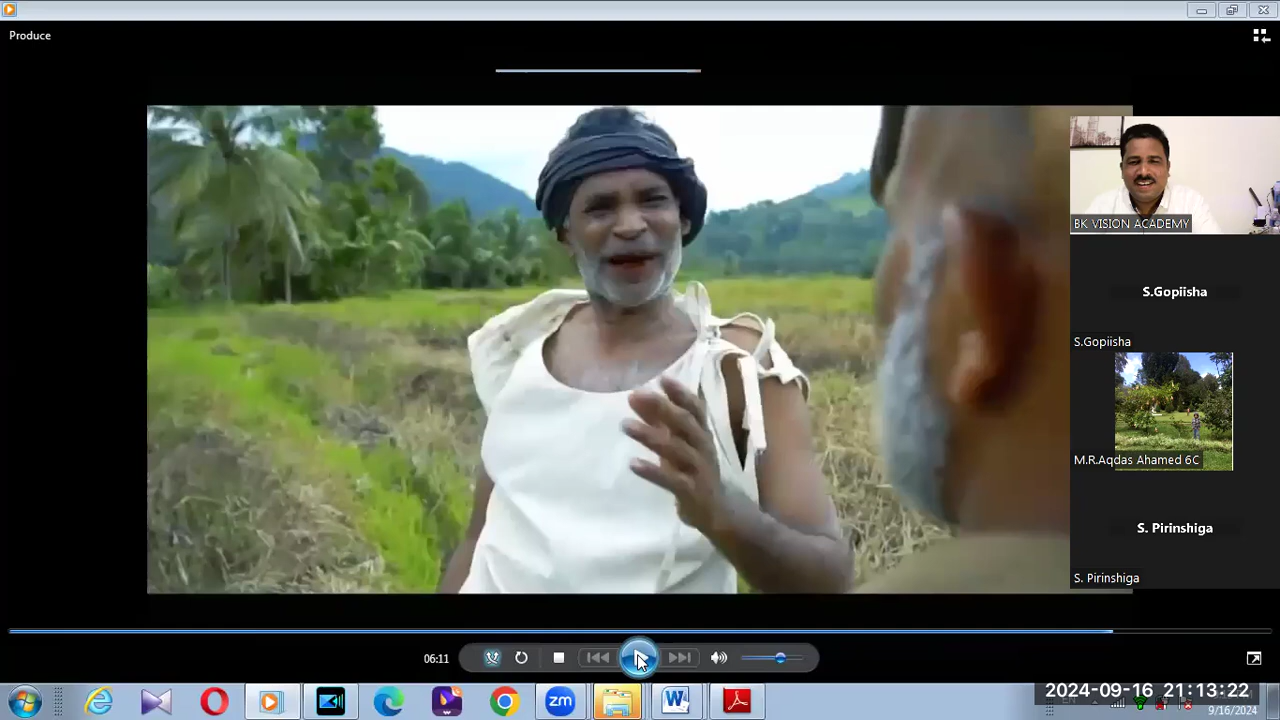 Produce
BK VISION ACADEMY
S.Gopiisha
S.Gopiisha
M.R.Aqdas Ahamed 6C
S. Pirinshiga
S. Pirinshiga
06:11
zm
W
2024-09-16 21:13:22
9/16/2024